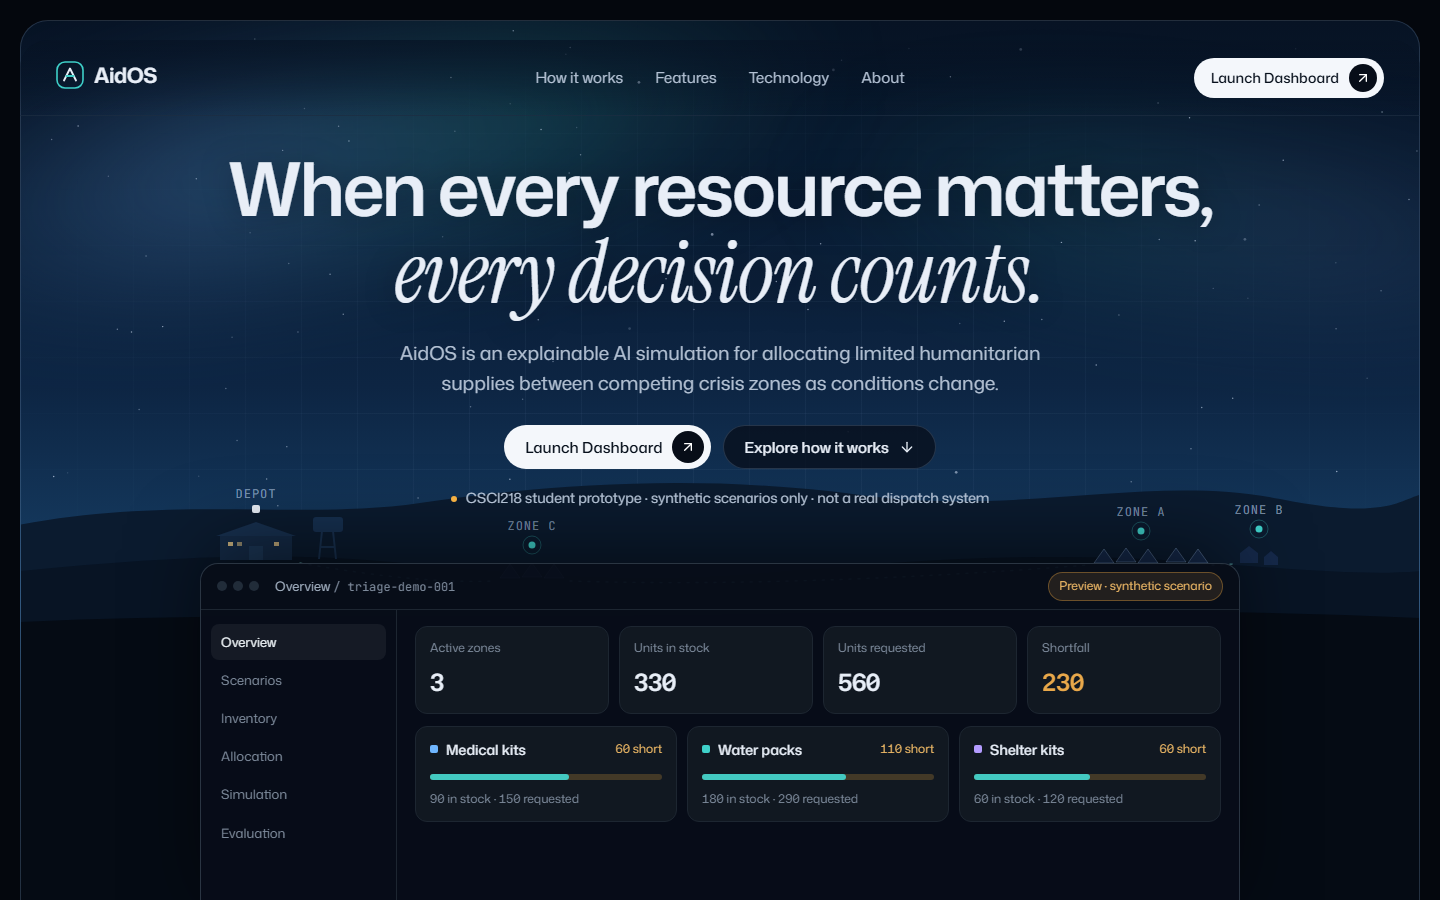 AidOS
How it works
Features
Technology
About
Launch Dashboard
When every resource matters,
every decision counts.
AidOS is an explainable AI simulation for allocating limited humanitarian
supplies between competing crisis zones as conditions change.
Launch Dashboard
Explore how it works
CSCI218 student prototype · synthetic scenarios only · not a real dispatch system
DEPOT
ZONE C
ZONE A
ZONE B
Overview / triage-demo-001
Preview · synthetic scenario
Overview
Scenarios
Inventory
Allocation
Simulation
Evaluation
Active zones
3
Units in stock
330
Units requested
560
Shortfall
230
Medical kits
60 short
90 in stock · 150 requested
Water packs
110 short
180 in stock · 290 requested
Shelter kits
60 short
60 in stock · 120 requested